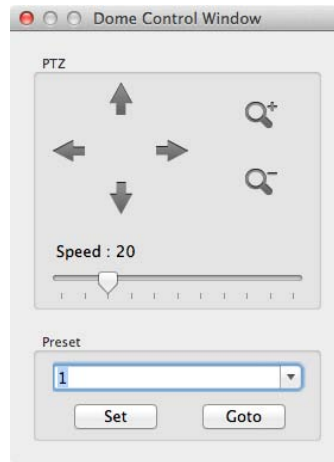 Dome Control Window
PTZ
Speed : 20
Preset
1
Set Goto